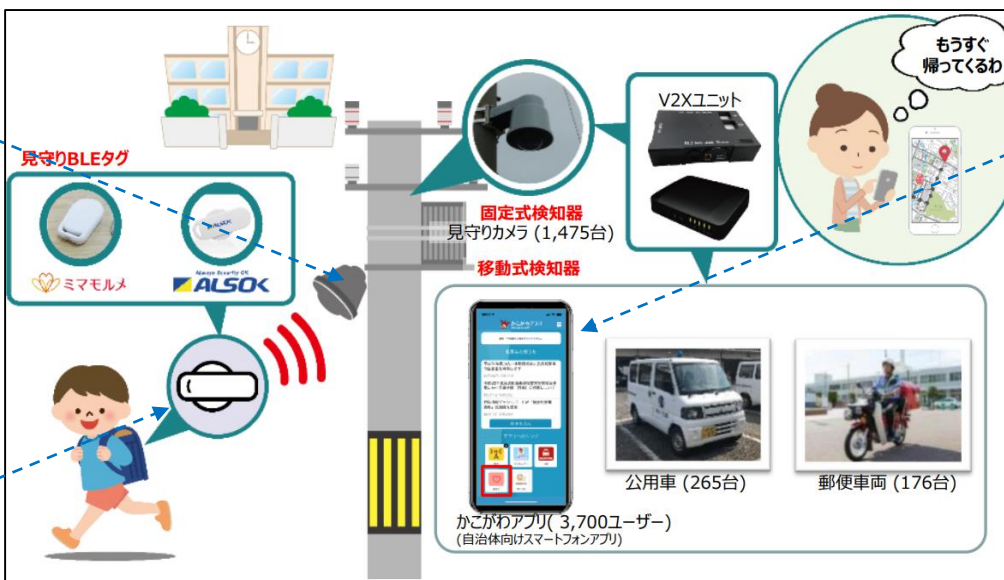 もうすぐ
帰ってくるわ
V2Xユニット
見守りBLEタグ
ALSOK
Always Security OK
ミマモルメ
ALSOK
固定式検知器
見守りカメラ (1,475台)
移動式検知器
かこがわアプリ
公用車 (265台)
郵便車両 (176台)
かこがわアプリ( 3,700ユーザー)
(自治体向けスマートフォンアプリ)